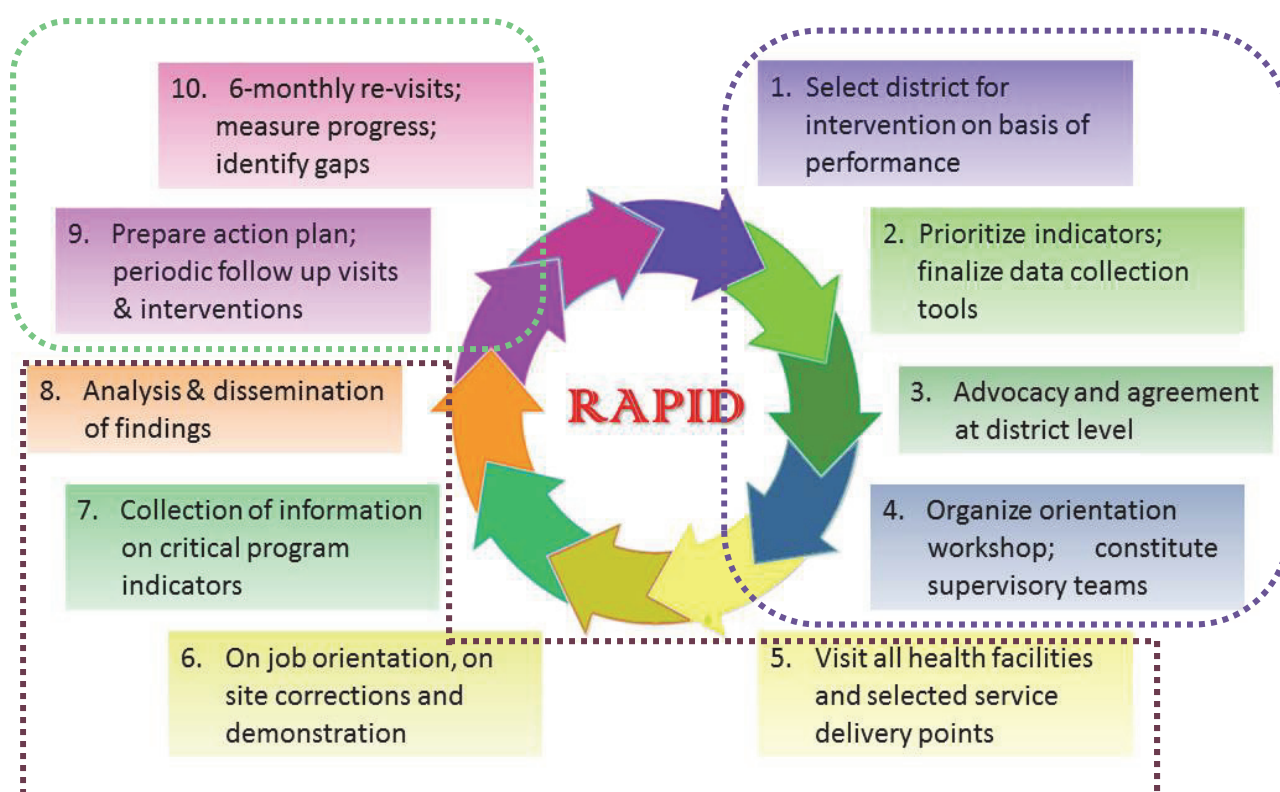 1. Select district for
intervention on basis of
performance
2. Prioritize indicators;
finalize data collection
tools
3. Advocacy and agreement
at district level
4. Organize orientation
workshop; constitute
supervisory teams
5. Visit all health facilities
and selected service
delivery points
6. On job orientation, on
site corrections and
demonstration
7. Collection of information
on critical program
indicators
8. Analysis & dissemination
of findings
9. Prepare action plan;
periodic follow up visits
& interventions
10. 6-monthly re-visits;
measure progress;
identify gaps
RAPID